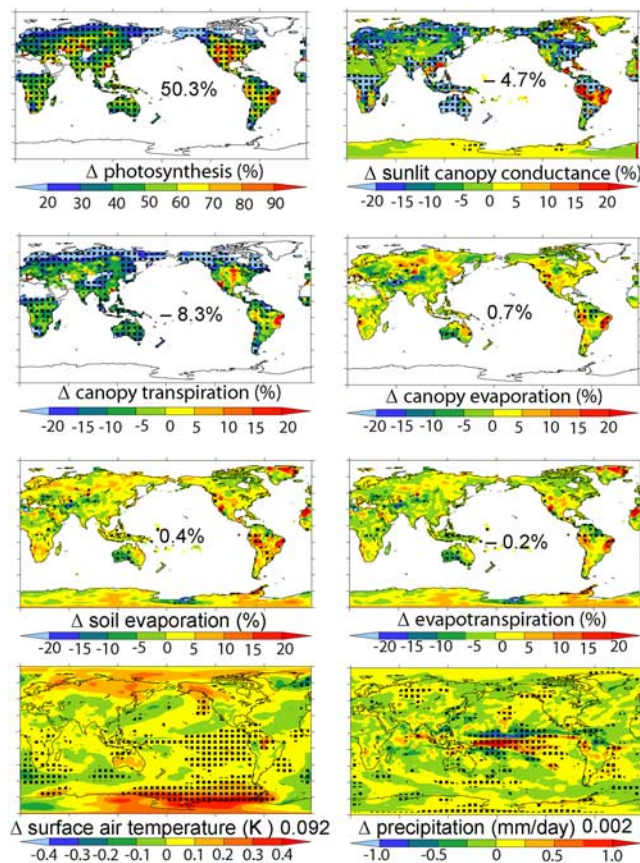 50.3%
Δ photosynthesis (%)
20 30 40 50 60 70 80 90
– 4.7%
Δ sunlit canopy conductance (%)
-20 -15 -10 -5 0 5 10 15 20
– 8.3%
Δ canopy transpiration (%)
-20 -15 -10 -5 0 5 10 15 20
0.7%
Δ canopy evaporation (%)
-20 -15 -10 -5 0 5 10 15 20
0.4%
Δ soil evaporation (%)
-20 -15 -10 -5 0 5 10 15 20
– 0.2%
Δ evapotranspiration (%)
-20 -15 -10 -5 0 5 10 15 20
Δ surface air temperature (K) 0.092
-0.4 -0.3 -0.2 -0.1 0 0.1 0.2 0.3 0.4
Δ precipitation (mm/day) 0.002
-1.0 -0.5 0 0.5 1.0